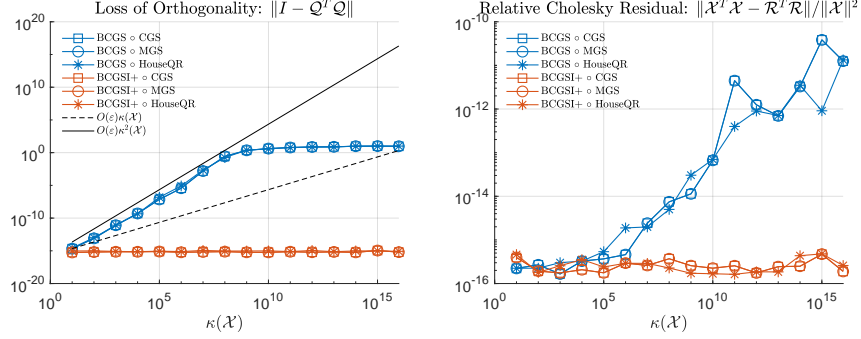 Loss of Orthogonality: ‖I − 𝒬ᵀ𝒬‖
10²⁰
10¹⁰
10⁰
10⁻¹⁰
10⁻²⁰
BCGS ∘ CGS
BCGS ∘ MGS
BCGS ∘ HouseQR
BCGSI+ ∘ CGS
BCGSI+ ∘ MGS
BCGSI+ ∘ HouseQR
O(ε)κ(𝒳)
O(ε)κ²(𝒳)
10⁰ 10⁵ 10¹⁰ 10¹⁵
κ(𝒳)
Relative Cholesky Residual: ‖𝒳ᵀ𝒳 − ℛᵀℛ‖/‖𝒳‖²
10⁻¹⁰
10⁻¹²
10⁻¹⁴
10⁻¹⁶
BCGS ∘ CGS
BCGS ∘ MGS
BCGS ∘ HouseQR
BCGSI+ ∘ CGS
BCGSI+ ∘ MGS
BCGSI+ ∘ HouseQR
10⁰ 10⁵ 10¹⁰ 10¹⁵
κ(𝒳)